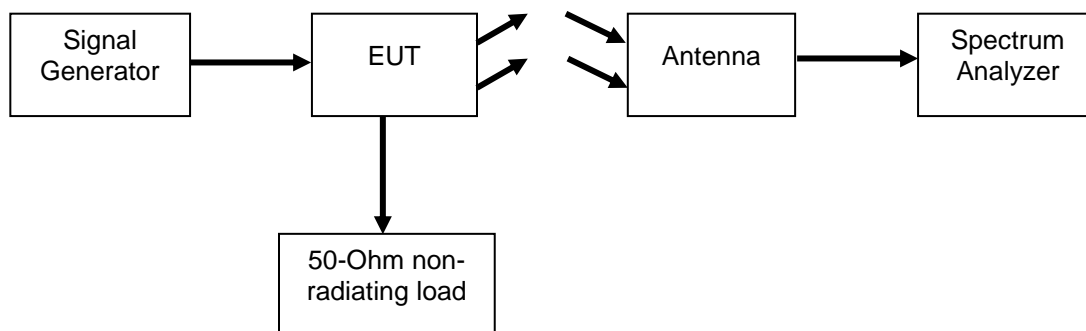 Signal
Generator
EUT
Antenna
Spectrum
Analyzer
50-Ohm non-
radiating load